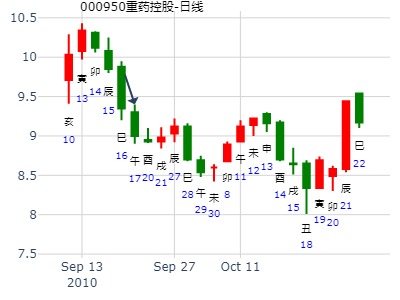 000950重药控股-日线
10.5
10
9.5
9
8.5
8
7.5
亥
10
寅
13
卯
14
辰
15
巳
16
午
17
酉
20
戌
21
辰
27
巳
28
午
29
未
30
卯
8
午
11
未
12
申
13
酉
14
戌
15
丑
18
寅
19
卯
20
辰
21
巳
22
Sep 13
2010
Sep 27
Oct 11